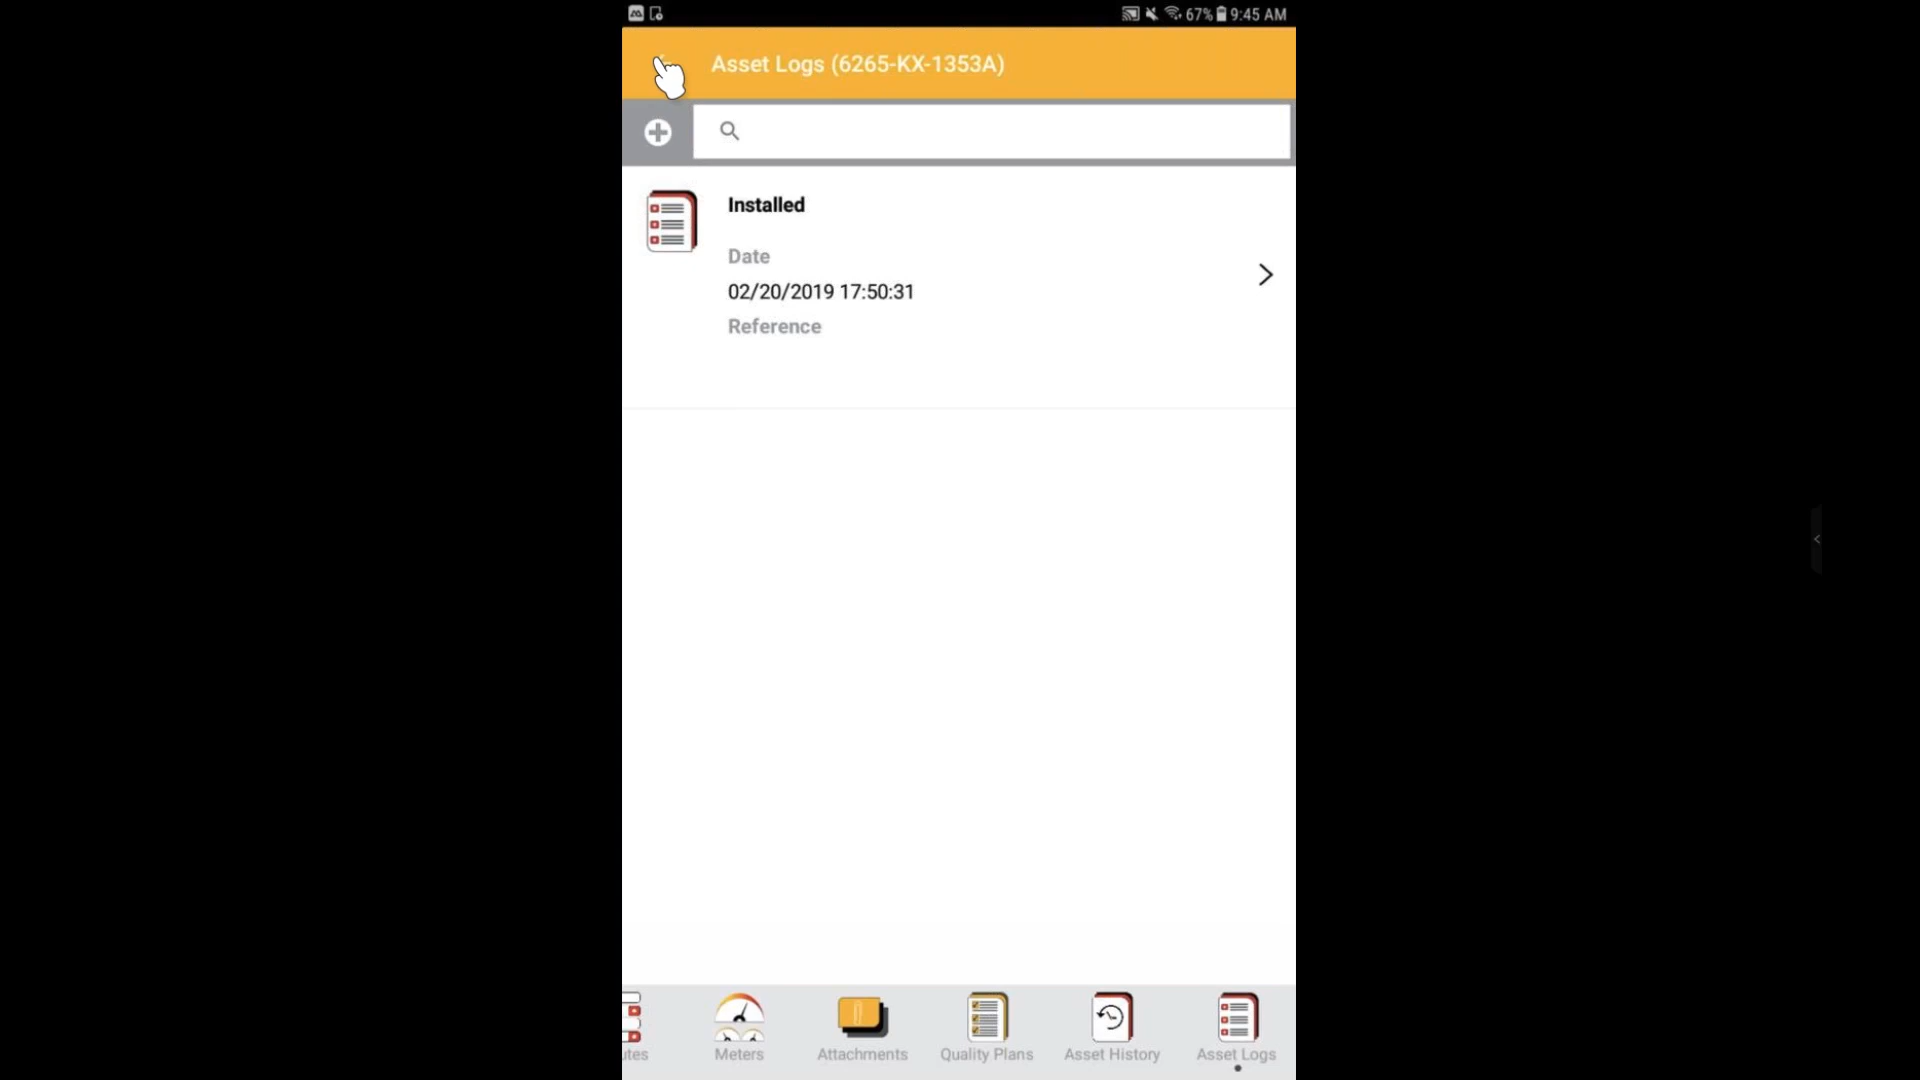 67% 9:45 AM
Asset Logs (6265-KX-1353A)
Installed
Date
02/20/2019 17:50:31
Reference
utes
Meters
Attachments
Quality Plans
Asset History
Asset Logs